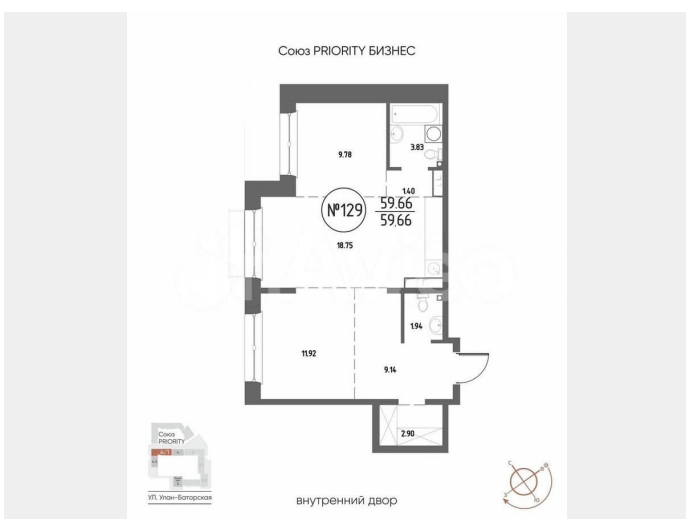 Союз PRIORITY БИЗНЕС
9.78
3.83
1.40
№129
59.66
59.66
18.75
11.92
1.94
9.14
2.90
Союз
PRIORITY
УЛ. Улан-Баторская
внутренний двор
С
В
З
Ю